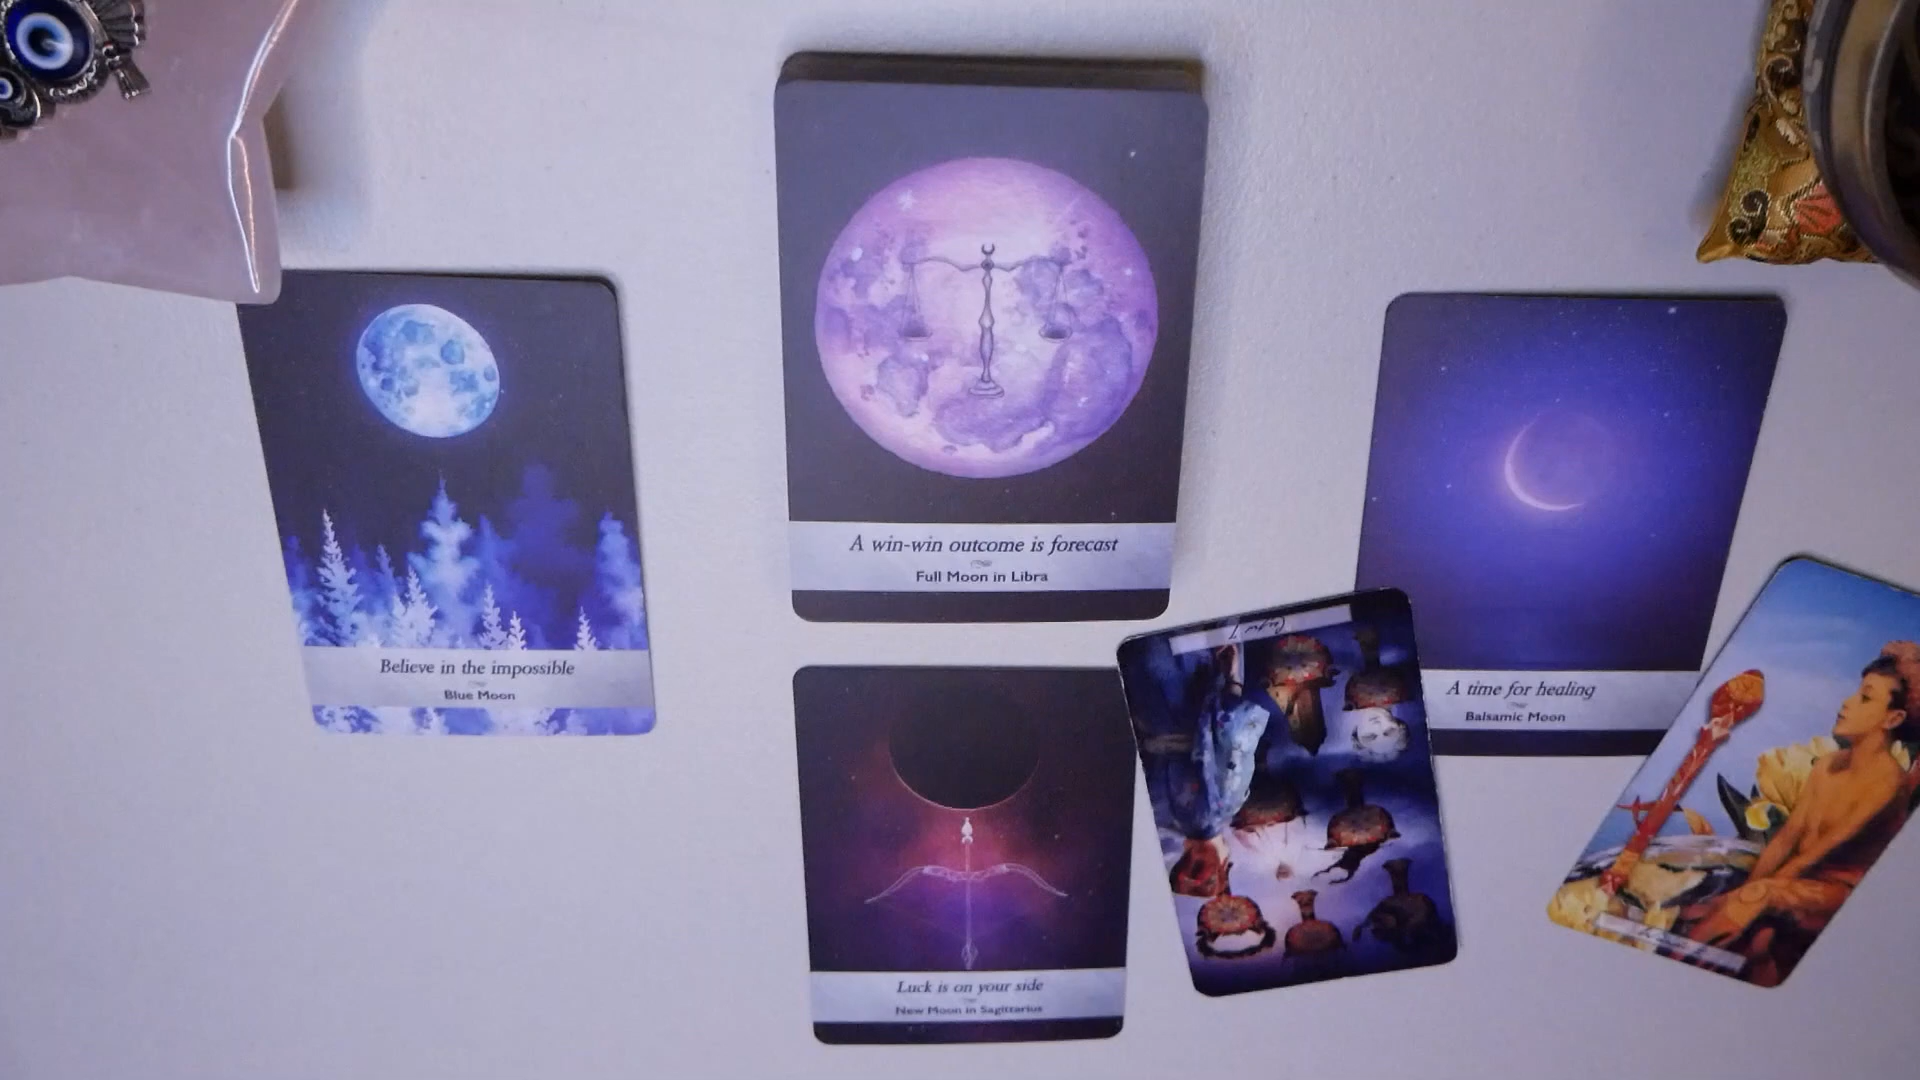 A win-win outcome is forecast
Full Moon in Libra
Believe in the impossible
Blue Moon
A time for healing
Balsamic Moon
Luck is on your side
New Moon in Sagittarius